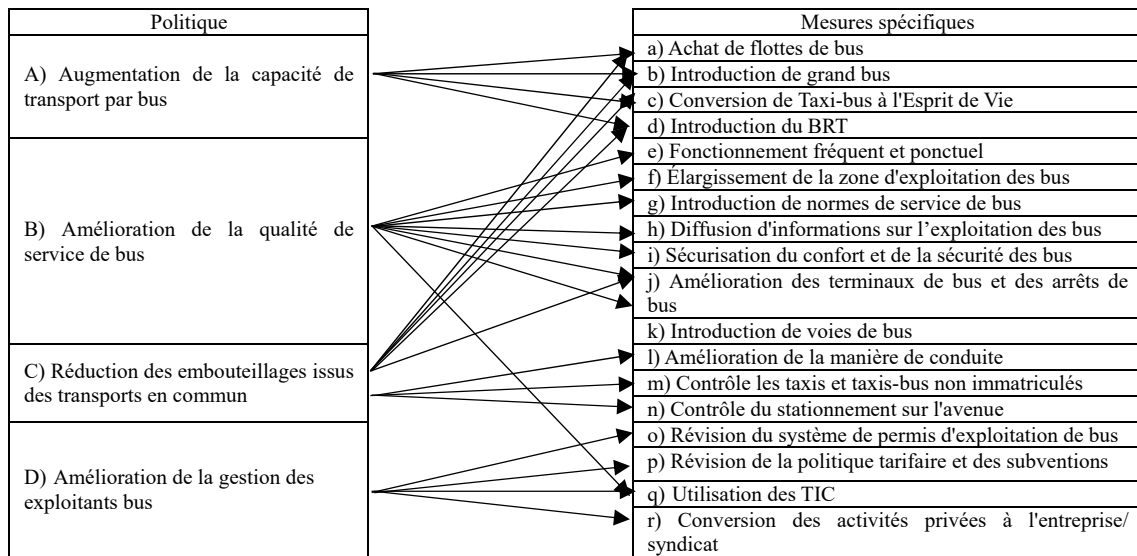 Politique
A) Augmentation de la capacité de
transport par bus
B) Amélioration de la qualité de
service de bus
C) Réduction des embouteillages issus
des transports en commun
D) Amélioration de la gestion des
exploitants bus
Mesures spécifiques
a) Achat de flottes de bus
b) Introduction de grand bus
c) Conversion de Taxi-bus à l'Esprit de Vie
d) Introduction du BRT
e) Fonctionnement fréquent et ponctuel
f) Élargissement de la zone d'exploitation des bus
g) Introduction de normes de service de bus
h) Diffusion d'informations sur l’exploitation des bus
i) Sécurisation du confort et de la sécurité des bus
j) Amélioration des terminaux de bus et des arrêts de
bus
k) Introduction de voies de bus
l) Amélioration de la manière de conduite
m) Contrôle les taxis et taxis-bus non immatriculés
n) Contrôle du stationnement sur l'avenue
o) Révision du système de permis d'exploitation de bus
p) Révision de la politique tarifaire et des subventions
q) Utilisation des TIC
r) Conversion des activités privées à l'entreprise/
syndicat